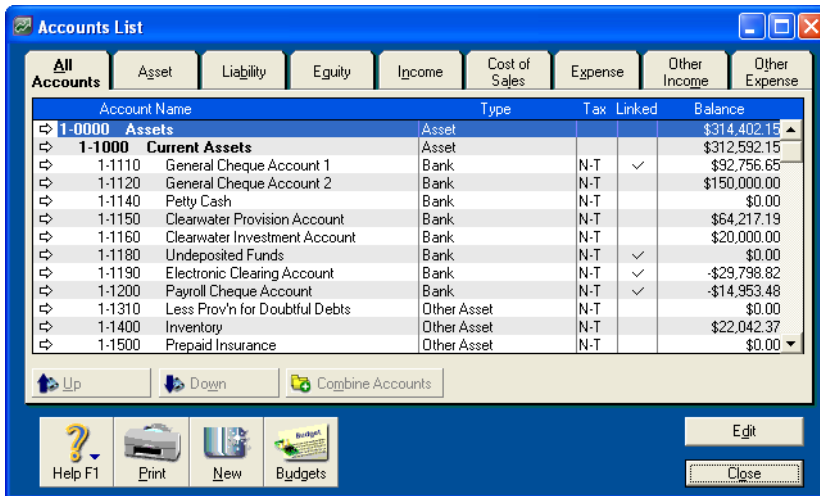 Accounts List
All Accounts Asset Liability Equity Income Cost of Sales Expense Other Income Other Expense
Account Name Type Tax Linked Balance
1-0000 Assets Asset $314,402.15
1-1000 Current Assets Asset $312,592.15
1-1110 General Cheque Account 1 Bank N-T ✓ $92,756.65
1-1120 General Cheque Account 2 Bank N-T $150,000.00
1-1140 Petty Cash Bank N-T $0.00
1-1150 Clearwater Provision Account Bank N-T $64,217.19
1-1160 Clearwater Investment Account Bank N-T $20,000.00
1-1180 Undeposited Funds Bank N-T ✓ $0.00
1-1190 Electronic Clearing Account Bank N-T ✓ -$29,798.82
1-1200 Payroll Cheque Account Bank N-T ✓ -$14,953.48
1-1310 Less Prov'n for Doubtful Debts Other Asset N-T $0.00
1-1400 Inventory Other Asset N-T $22,042.37
1-1500 Prepaid Insurance Other Asset N-T $0.00
Up Down Combine Accounts
Budget
Help F1 Print New Budgets
Edit
Close